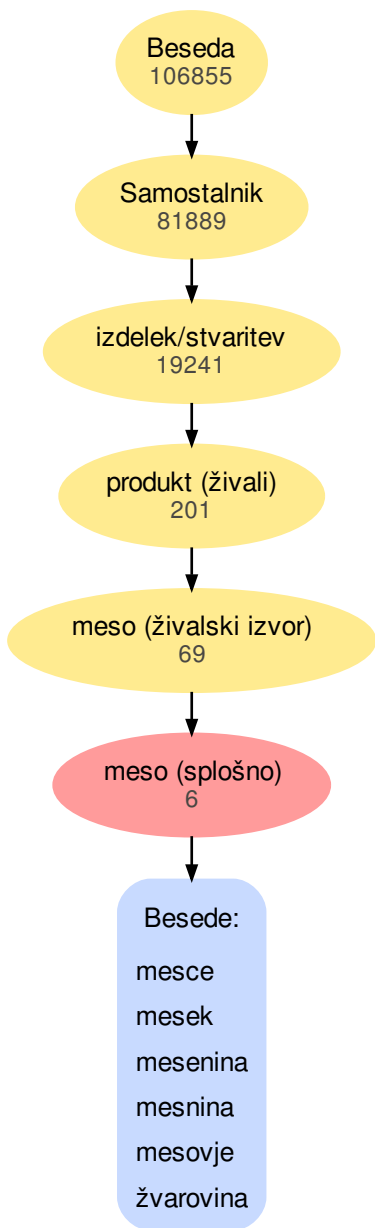 Beseda
106855
Samostalnik
81889
izdelek/stvaritev
19241
produkt (živali)
201
meso (živalski izvor)
69
meso (splošno)
6
Besede:
mesce
mesek
mesenina
mesnina
mesovje
žvarovina